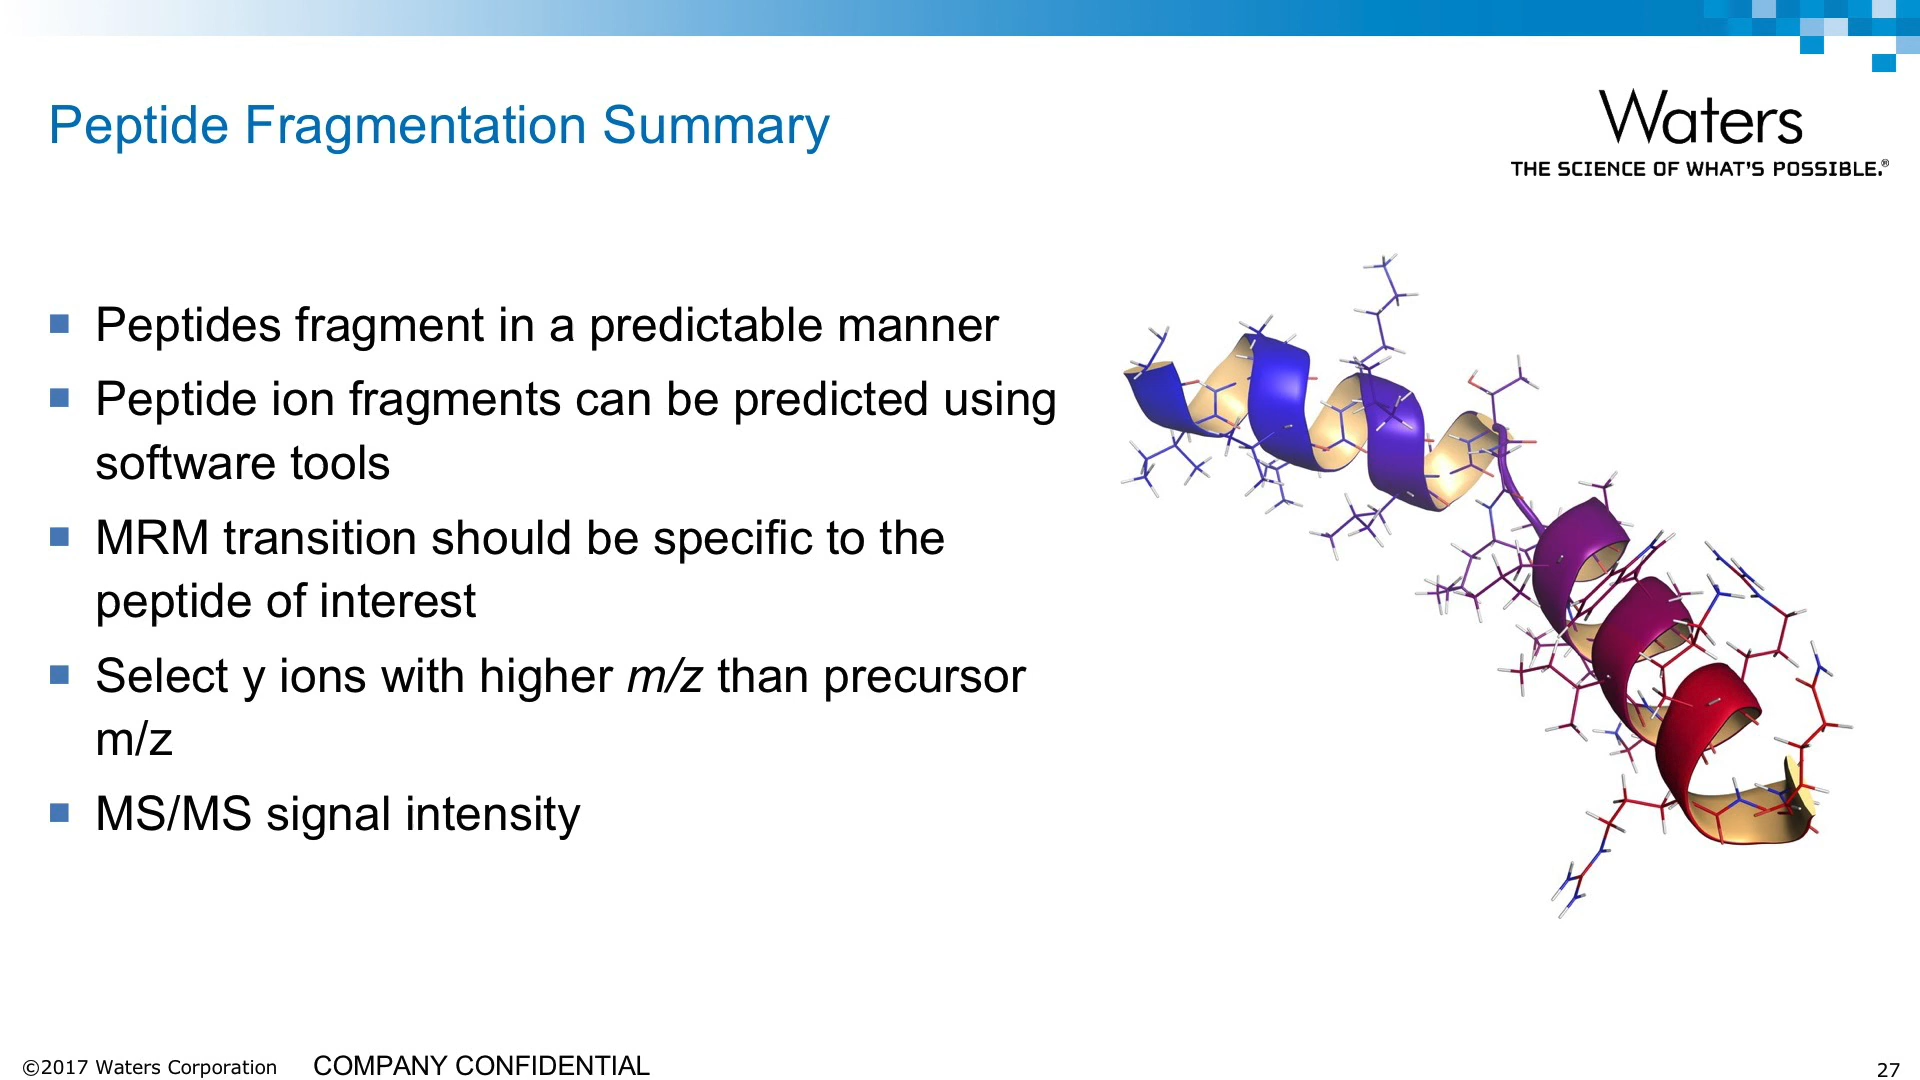 Peptide Fragmentation Summary
Waters
THE SCIENCE OF WHAT'S POSSIBLE.®
■ Peptides fragment in a predictable manner
■ Peptide ion fragments can be predicted using
software tools
■ MRM transition should be specific to the
peptide of interest
■ Select y ions with higher m/z than precursor
m/z
■ MS/MS signal intensity
©2017 Waters Corporation COMPANY CONFIDENTIAL
27